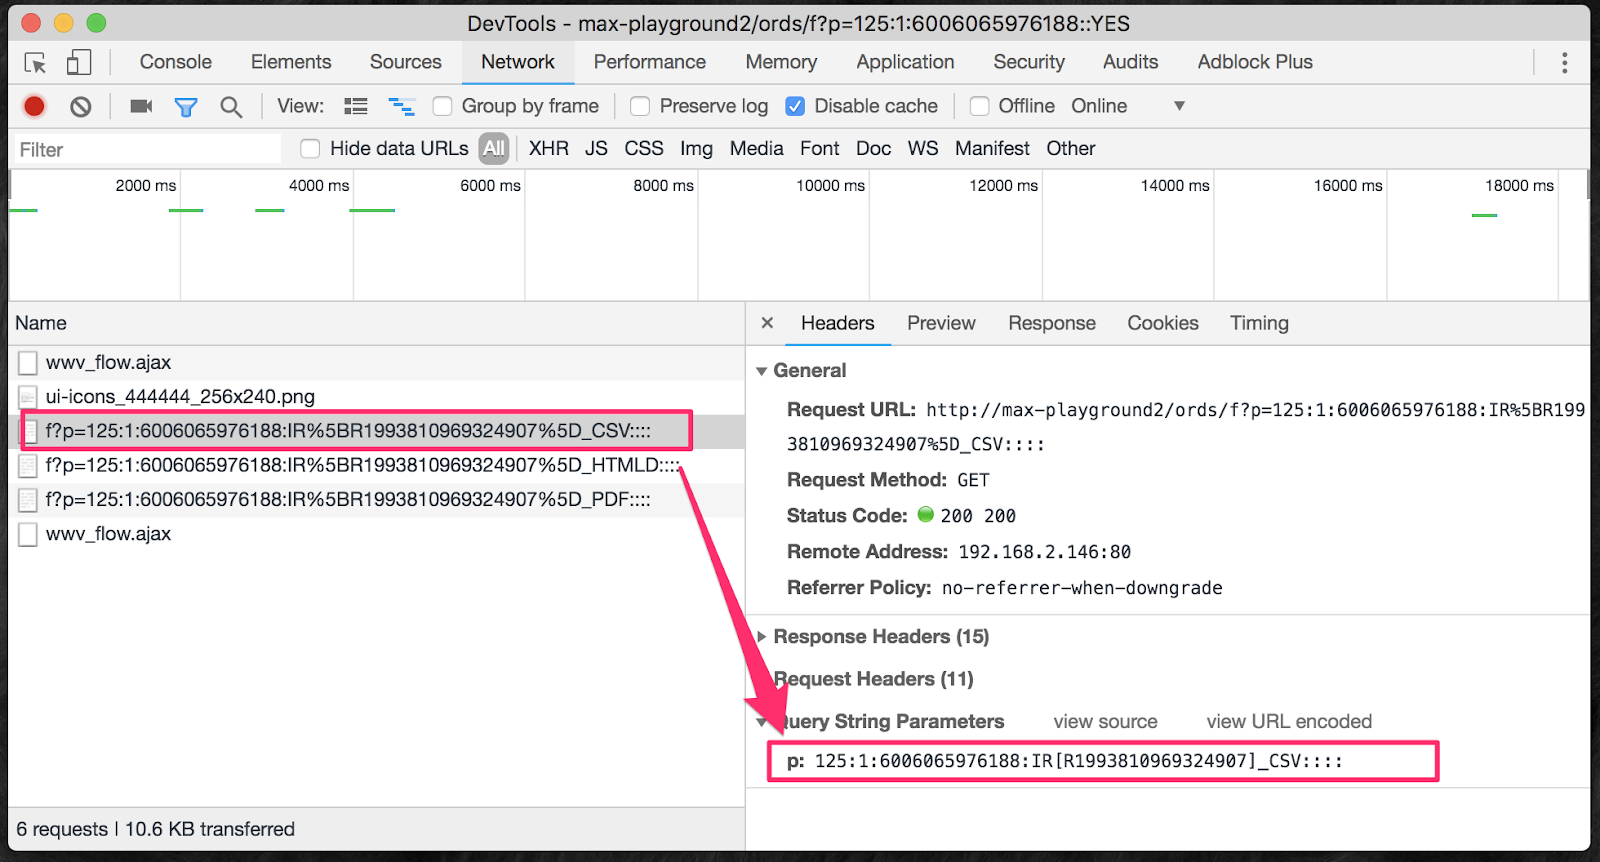 DevTools - max-playground2/ords/f?p=125:1:6006065976188::YES
Console Elements Sources Network Performance Memory Application Security Audits Adblock Plus
View: Group by frame Preserve log Disable cache Offline Online
Filter Hide data URLs All XHR JS CSS Img Media Font Doc WS Manifest Other
2000 ms 4000 ms 6000 ms 8000 ms 10000 ms 12000 ms 14000 ms 16000 ms 18000 ms
Name
wwv_flow.ajax
ui-icons_444444_256x240.png
f?p=125:1:6006065976188:IR%5BR1993810969324907%5D_CSV::::
f?p=125:1:6006065976188:IR%5BR1993810969324907%5D_HTMLD::::
f?p=125:1:6006065976188:IR%5BR1993810969324907%5D_PDF::::
wwv_flow.ajax
6 requests | 10.6 KB transferred
× Headers Preview Response Cookies Timing
General
Request URL: http://max-playground2/ords/f?p=125:1:6006065976188:IR%5BR199
3810969324907%5D_CSV::::
Request Method: GET
Status Code: 200 200
Remote Address: 192.168.2.146:80
Referrer Policy: no-referrer-when-downgrade
Response Headers (15)
Request Headers (11)
Query String Parameters view source view URL encoded
p: 125:1:6006065976188:IR[R1993810969324907]_CSV::::